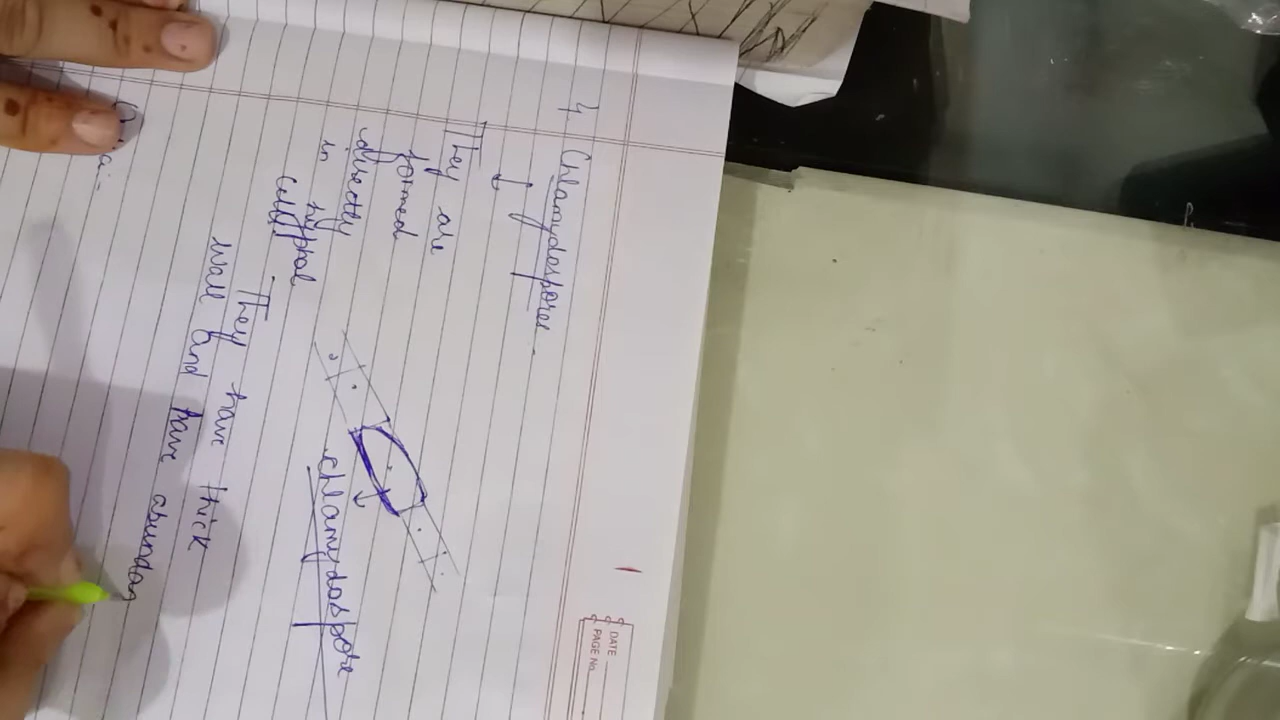 DATE
PAGE No.
4. Chlamydospores.
They are
formed
directly
in hyphal
cells
chlamydospore
They have thick
wall and have abundan